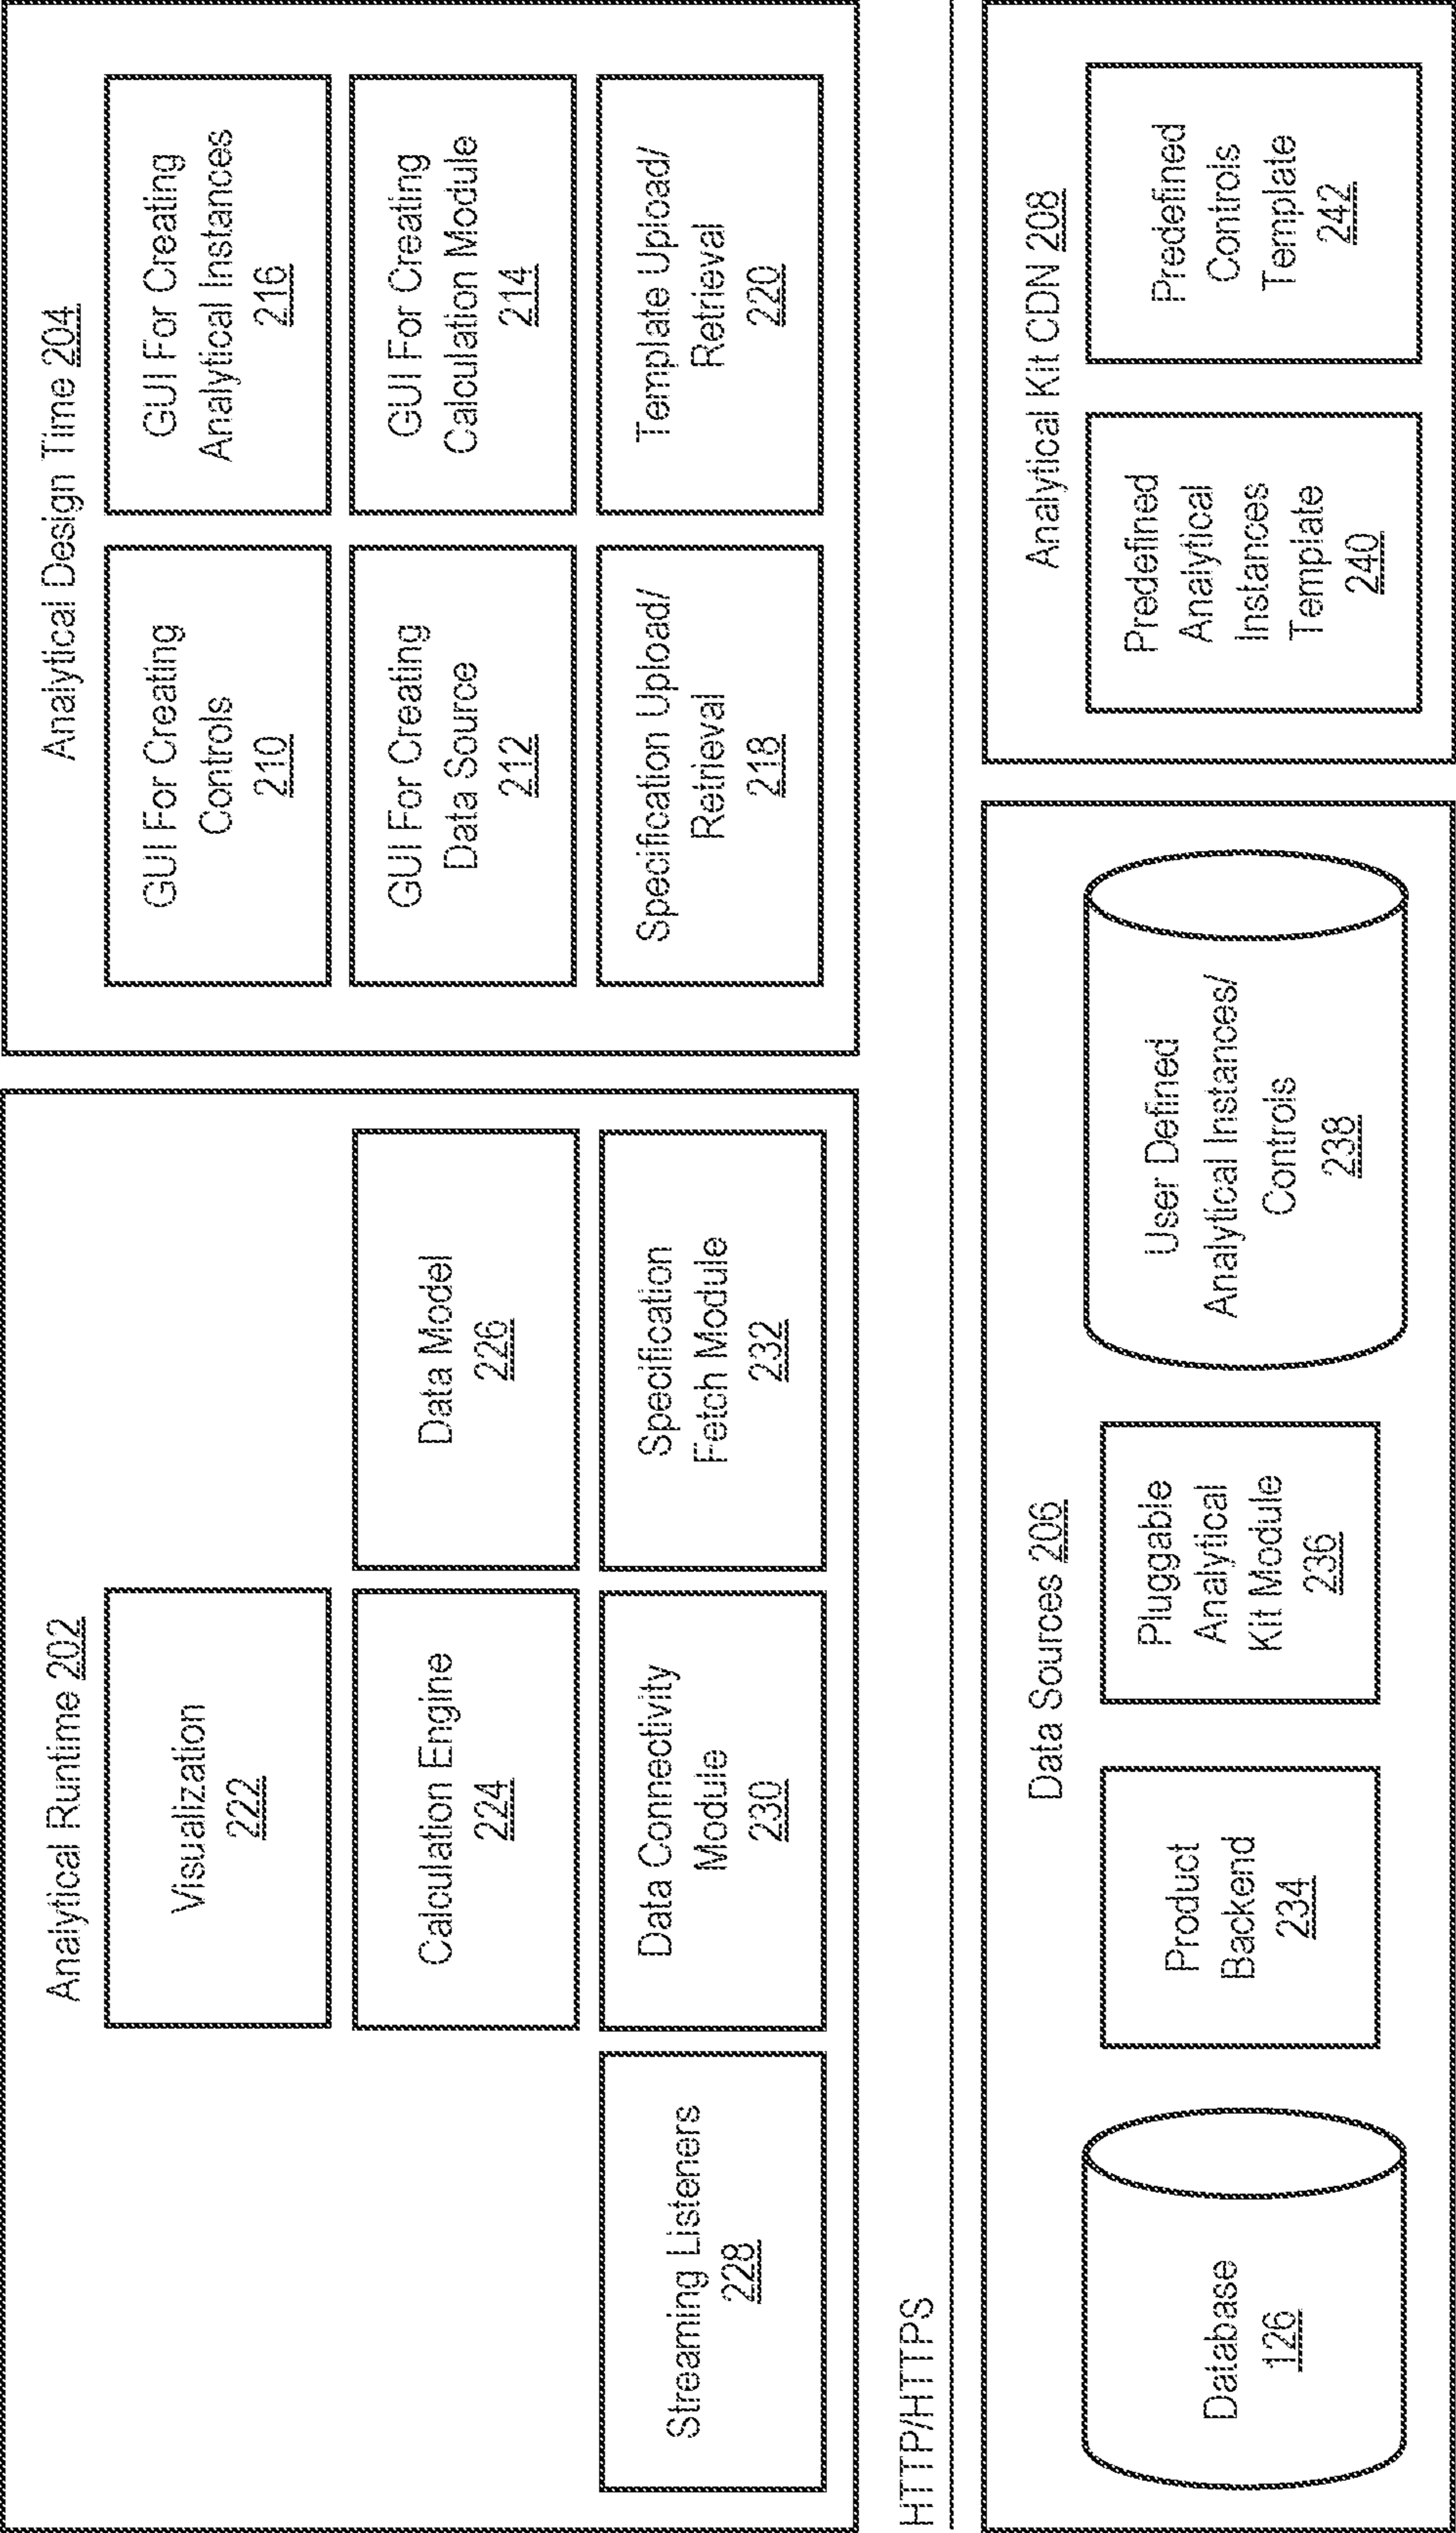 Analytical Runtime 202
Visualization
222
Calculation Engine
224
Data Model
226
Streaming Listeners
228
Data Connectivity
Module
230
Specification
Fetch Module
232
Analytical Design Time 204
GUI For Creating
Controls
210
GUI For Creating
Analytical Instances
216
GUI For Creating
Data Source
212
GUI For Creating
Calculation Module
214
Specification Upload/
Retrieval
218
Template Upload/
Retrieval
220
HTTP/HTTPS
Data Sources 206
Database
126
Product
Backend
234
Pluggable
Analytical
Kit Module
236
User Defined
Analytical Instances/
Controls
238
Analytical Kit CDN 208
Predefined
Analytical
Instances
Template
240
Predefined
Controls
Template
242